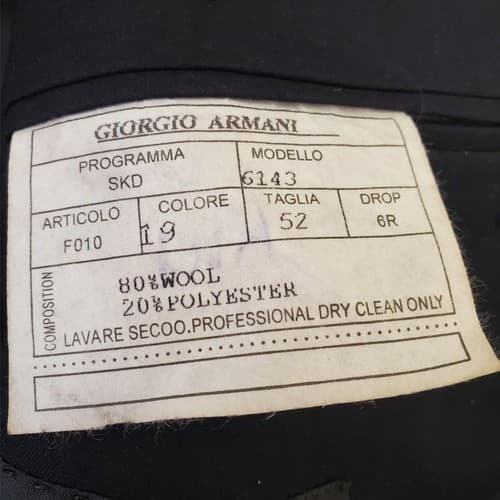 GIORGIO ARMANI
PROGRAMMA MODELLO
SKD 6143
ARTICOLO COLORE TAGLIA DROP
F010 19 52 6R
COMPOSITION
80%WOOL
20%POLYESTER
LAVARE SECOO.PROFESSIONAL DRY CLEAN ONLY